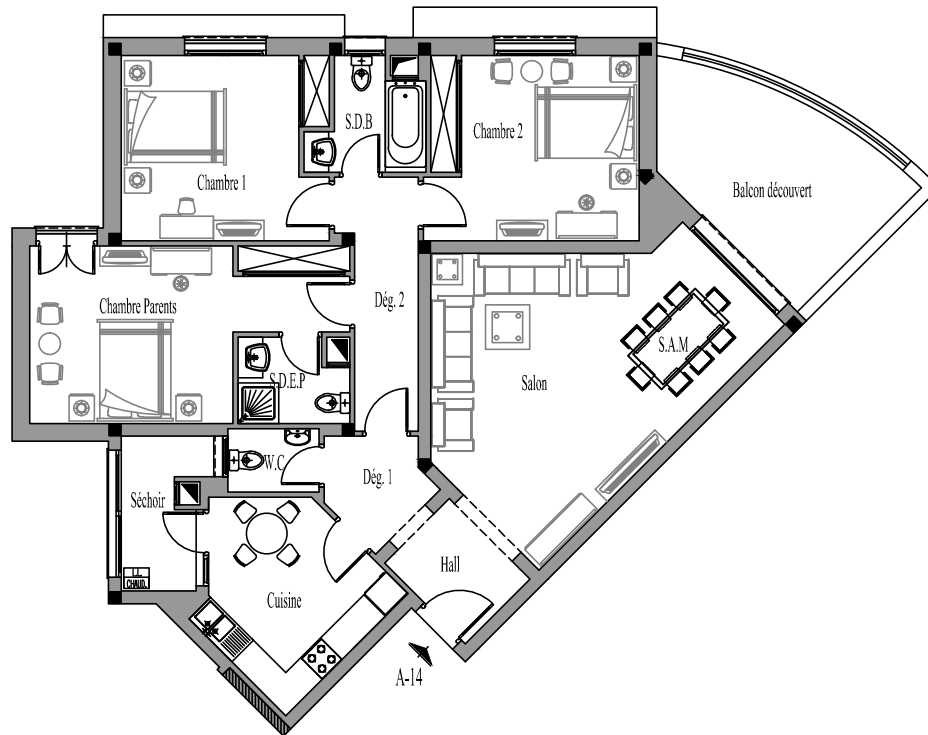 S.D.B
Chambre 2
Chambre 1
Balcon découvert
Chambre Parents
Dég. 2
S.A.M
Salon
S.D.E.P
W.C
Dég. 1
Séchoir
Hall
L.L
CHAUD.
Cuisine
A-14